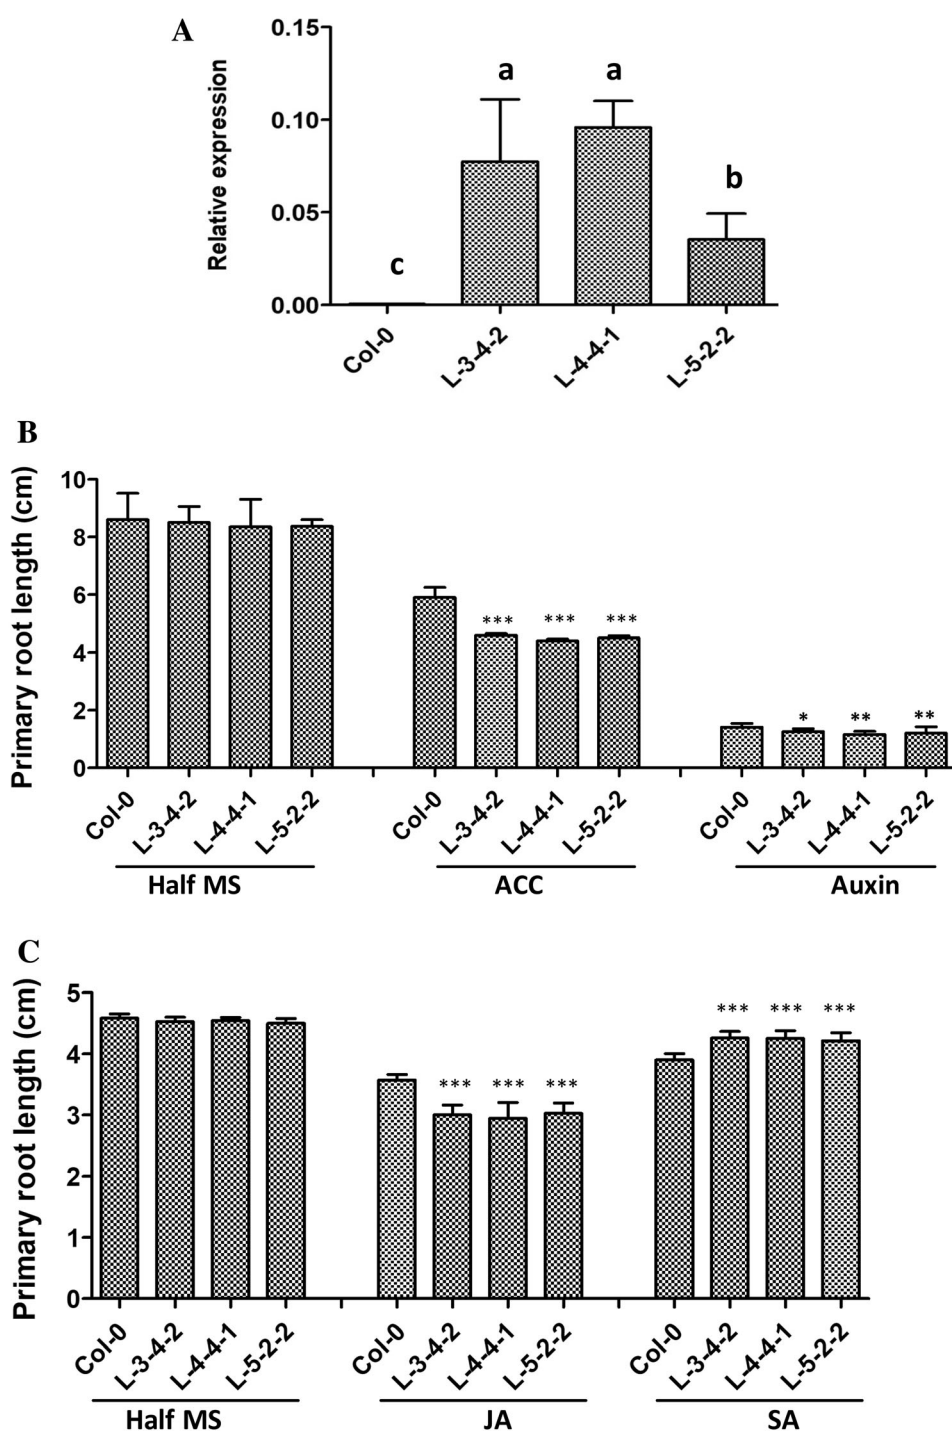 A
Relative expression
0.15
0.10
0.05
0.00
c
a
a
b
Col-0
L-3-4-2
L-4-4-1
L-5-2-2
B
Primary root length (cm)
10
8
6
4
2
0
*** *** ***
* ** **
Col-0 L-3-4-2 L-4-4-1 L-5-2-2
Col-0 L-3-4-2 L-4-4-1 L-5-2-2
Col-0 L-3-4-2 L-4-4-1 L-5-2-2
Half MS
ACC
Auxin
C
Primary root length (cm)
5
4
3
2
1
0
*** *** ***
*** *** ***
Col-0 L-3-4-2 L-4-4-1 L-5-2-2
Col-0 L-3-4-2 L-4-4-1 L-5-2-2
Col-0 L-3-4-2 L-4-4-1 L-5-2-2
Half MS
JA
SA